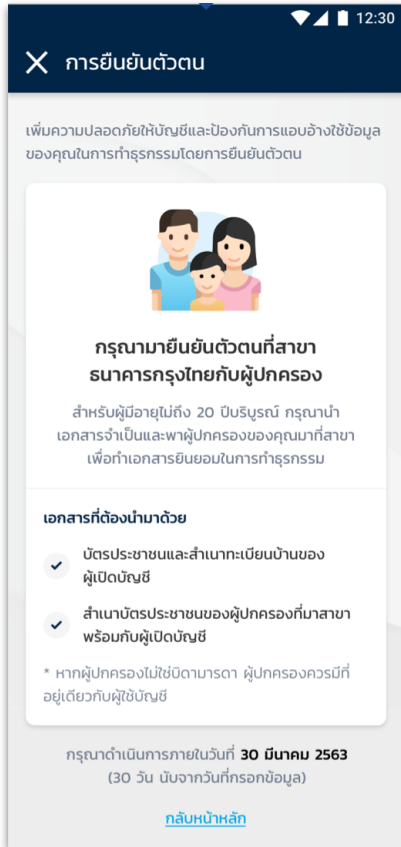 12:30
การยืนยันตัวตน
เพิ่มความปลอดภัยให้บัญชีและป้องกันการแอบอ้างใช้ข้อมูล
ของคุณในการทำธุรกรรมโดยการยืนยันตัวตน
กรุณามายืนยันตัวตนที่สาขา
ธนาคารกรุงไทยกับผู้ปกครอง
สำหรับผู้มีอายุไม่ถึง 20 ปีบริบูรณ์ กรุณานำ
เอกสารจำเป็นและพาผู้ปกครองของคุณมาที่สาขา
เพื่อทำเอกสารยินยอมในการทำธุรกรรม
เอกสารที่ต้องนำมาด้วย
บัตรประชาชนและสำเนาทะเบียนบ้านของ
ผู้เปิดบัญชี
สำเนาบัตรประชาชนของผู้ปกครองที่มาสาขา
พร้อมกับผู้เปิดบัญชี
* หากผู้ปกครองไม่ใช่บิดามารดา ผู้ปกครองควรมีที่
อยู่เดียวกับผู้ใช้บัญชี
กรุณาดำเนินการภายในวันที่ 30 มีนาคม 2563
(30 วัน นับจากวันที่กรอกข้อมูล)
กลับหน้าหลัก